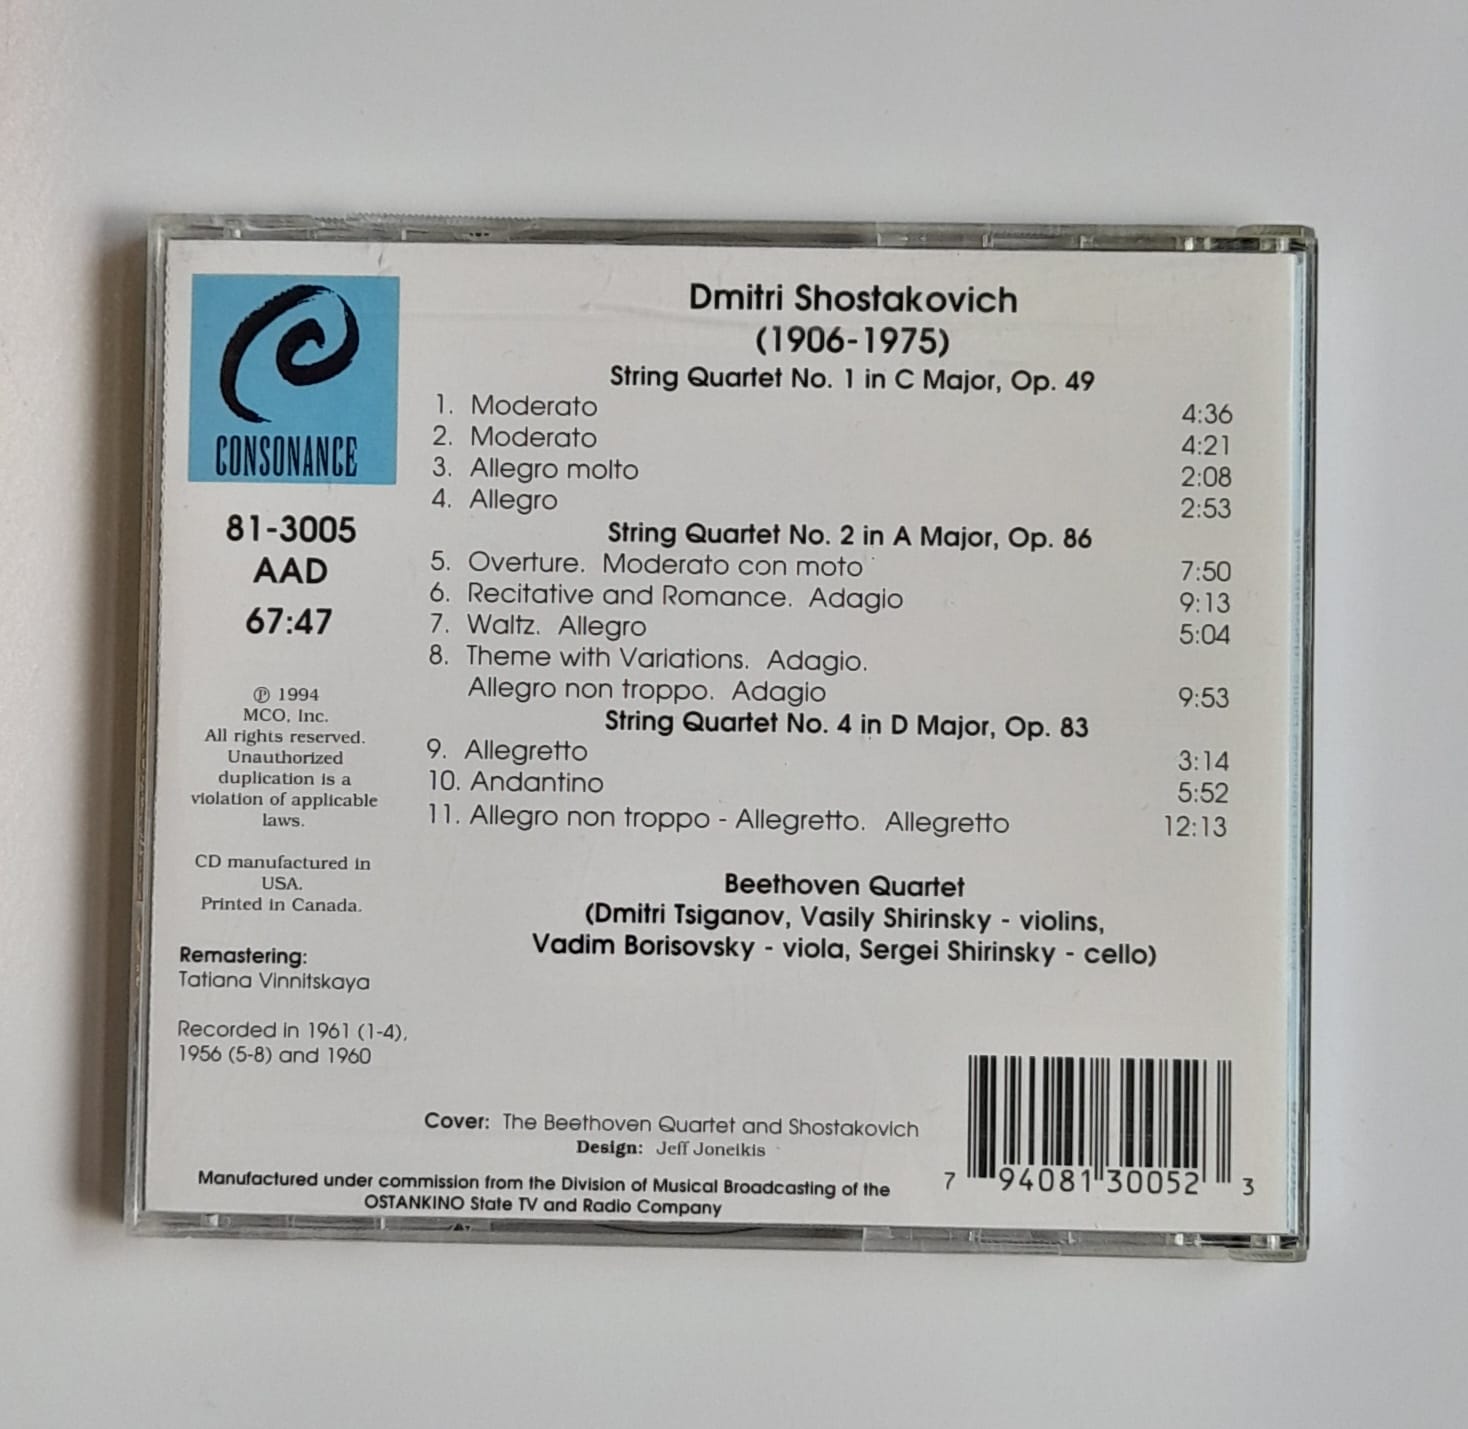 CONSONANCE
81-3005
AAD
67:47
℗ 1994
MCO, Inc.
All rights reserved.
Unauthorized
duplication is a
violation of applicable
laws.
CD manufactured in
USA.
Printed in Canada.
Remastering:
Tatiana Vinnitskaya
Recorded in 1961 (1-4),
1956 (5-8) and 1960
Dmitri Shostakovich
(1906-1975)
String Quartet No. 1 in C Major, Op. 49
1. Moderato 4:36
2. Moderato 4:21
3. Allegro molto 2:08
4. Allegro 2:53
String Quartet No. 2 in A Major, Op. 86
5. Overture. Moderato con moto 7:50
6. Recitative and Romance. Adagio 9:13
7. Waltz. Allegro 5:04
8. Theme with Variations. Adagio.
Allegro non troppo. Adagio 9:53
String Quartet No. 4 in D Major, Op. 83
9. Allegretto 3:14
10. Andantino 5:52
11. Allegro non troppo - Allegretto. Allegretto 12:13
Beethoven Quartet
(Dmitri Tsiganov, Vasily Shirinsky - violins,
Vadim Borisovsky - viola, Sergei Shirinsky - cello)
Cover: The Beethoven Quartet and Shostakovich
Design: Jeff Jonelkis
Manufactured under commission from the Division of Musical Broadcasting of the
OSTANKINO State TV and Radio Company
7 94081 30052 3